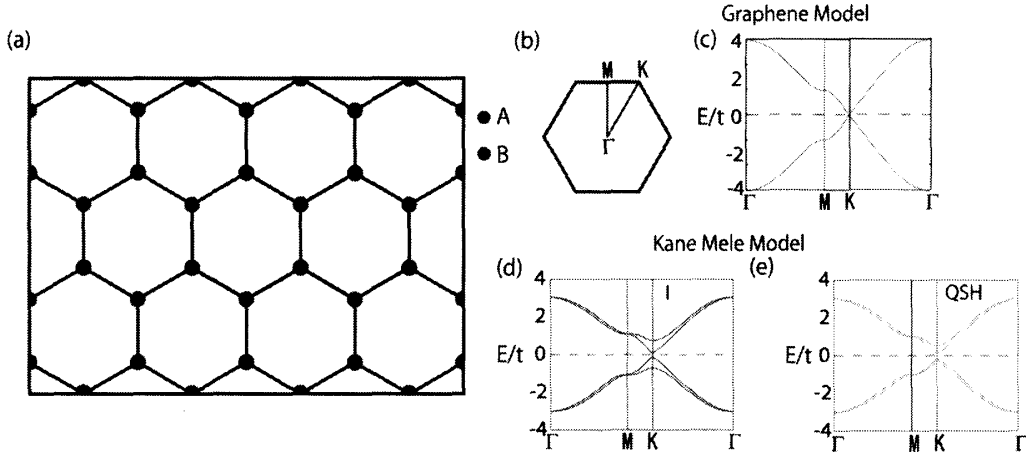 Graphene Model
(a)
(b)
(c)
A
B
M K
Γ
E/t
4
2
0
-2
-4
Γ M K Γ
Kane Mele Model
(d)
(e)
I
E/t
4
2
0
-2
-4
Γ M K Γ
QSH
E/t
4
2
0
-2
-4
Γ M K Γ